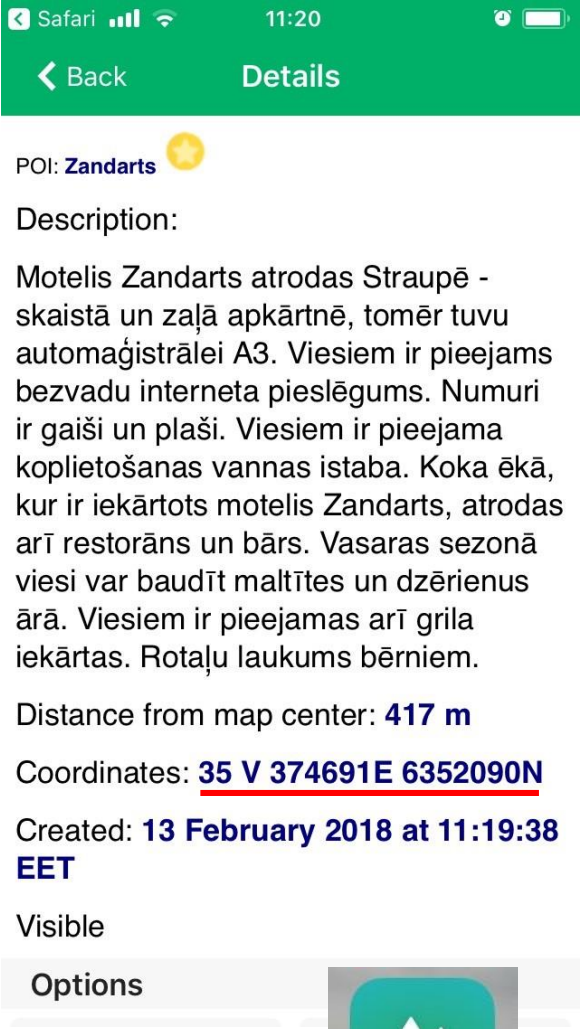 Safari 11:20
Back Details
POI: Zandarts
Description:
Motelis Zandarts atrodas Straupē -
skaistā un zaļā apkārtnē, tomēr tuvu
automaģistrālei A3. Viesiem ir pieejams
bezvadu interneta pieslēgums. Numuri
ir gaiši un plaši. Viesiem ir pieejama
koplietošanas vannas istaba. Koka ēkā,
kur ir iekārtots motelis Zandarts, atrodas
arī restorāns un bārs. Vasaras sezonā
viesi var baudīt maltītes un dzērienus
ārā. Viesiem ir pieejamas arī grila
iekārtas. Rotaļu laukums bērniem.
Distance from map center: 417 m
Coordinates: 35 V 374691E 6352090N
Created: 13 February 2018 at 11:19:38
EET
Visible
Options